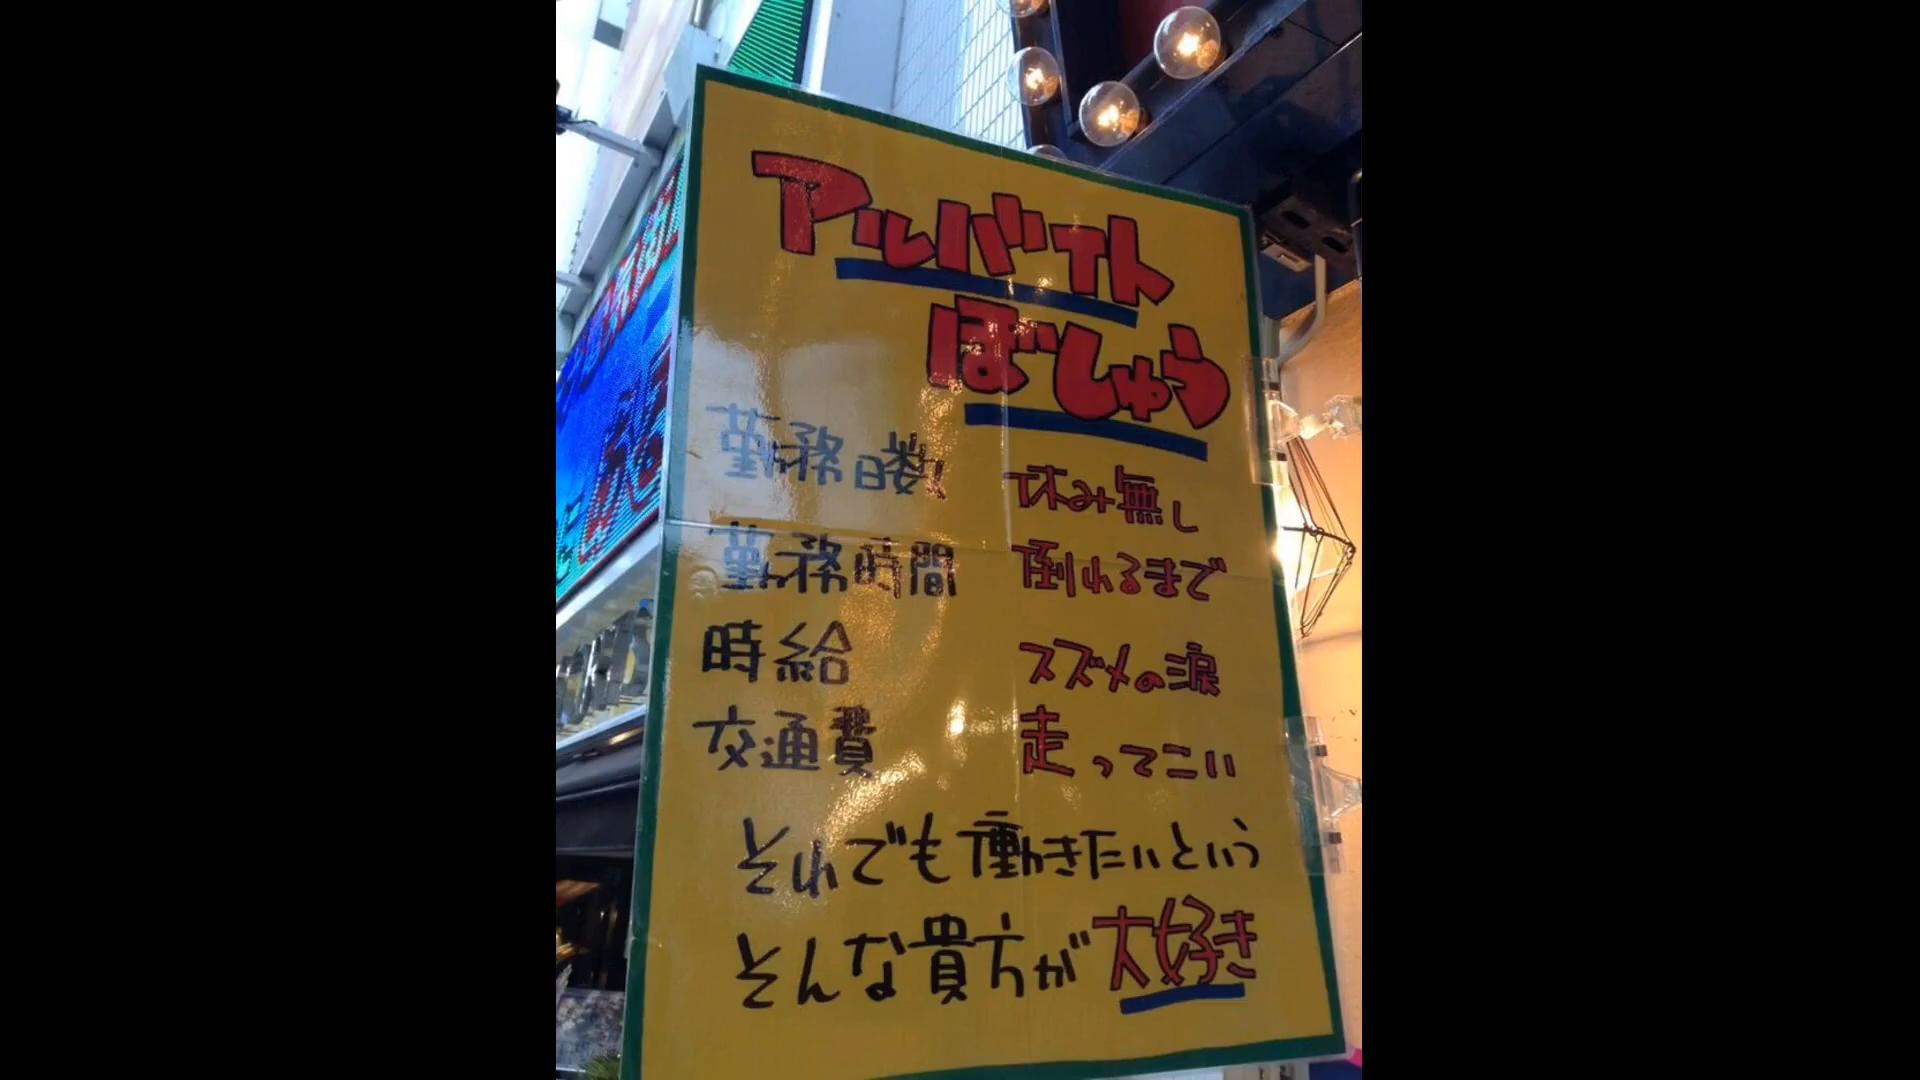 アルバイト
ぼしゅう
勤務日数 休み無し
勤務時間 倒れるまで
時給 スズメの涙
交通費 走ってこい
それでも働きたいという
そんな貴方が大好き